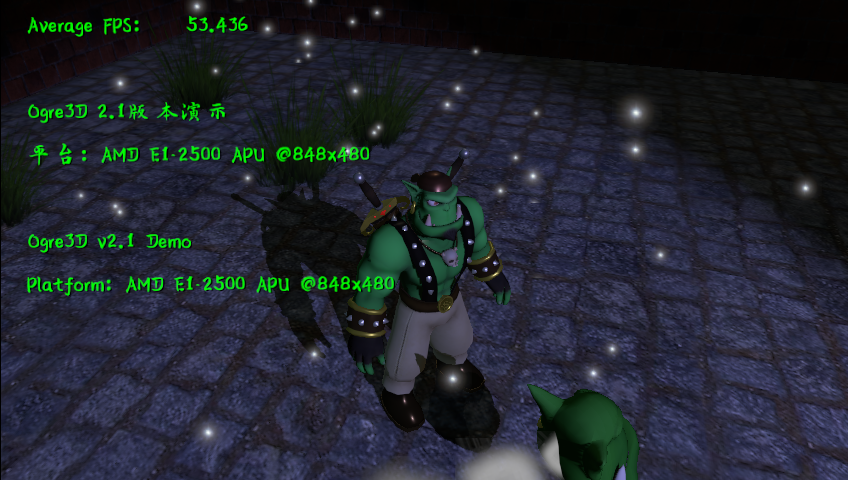 Average FPS: 53.436
Ogre3D 2.1版本演示
平台: AMD E1-2500 APU @848x480
Ogre3D v2.1 Demo
Platform: AMD E1-2500 APU @848x480